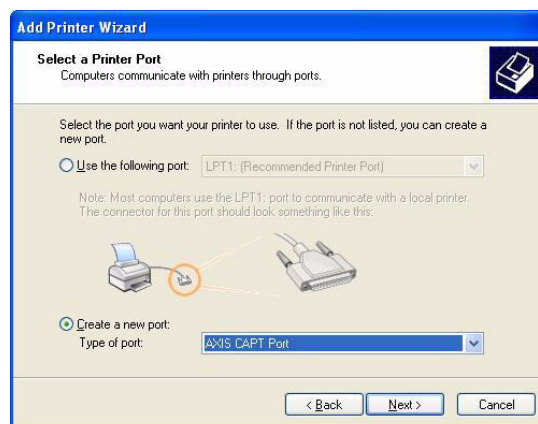 Add Printer Wizard
Select a Printer Port
Computers communicate with printers through ports.
Select the port you want your printer to use. If the port is not listed, you can create a
new port.
Use the following port:
LPT1: (Recommended Printer Port)
Note: Most computers use the LPT1: port to communicate with a local printer.
The connector for this port should look something like this:
Create a new port:
Type of port:
AXIS CAPT Port
< Back
Next >
Cancel